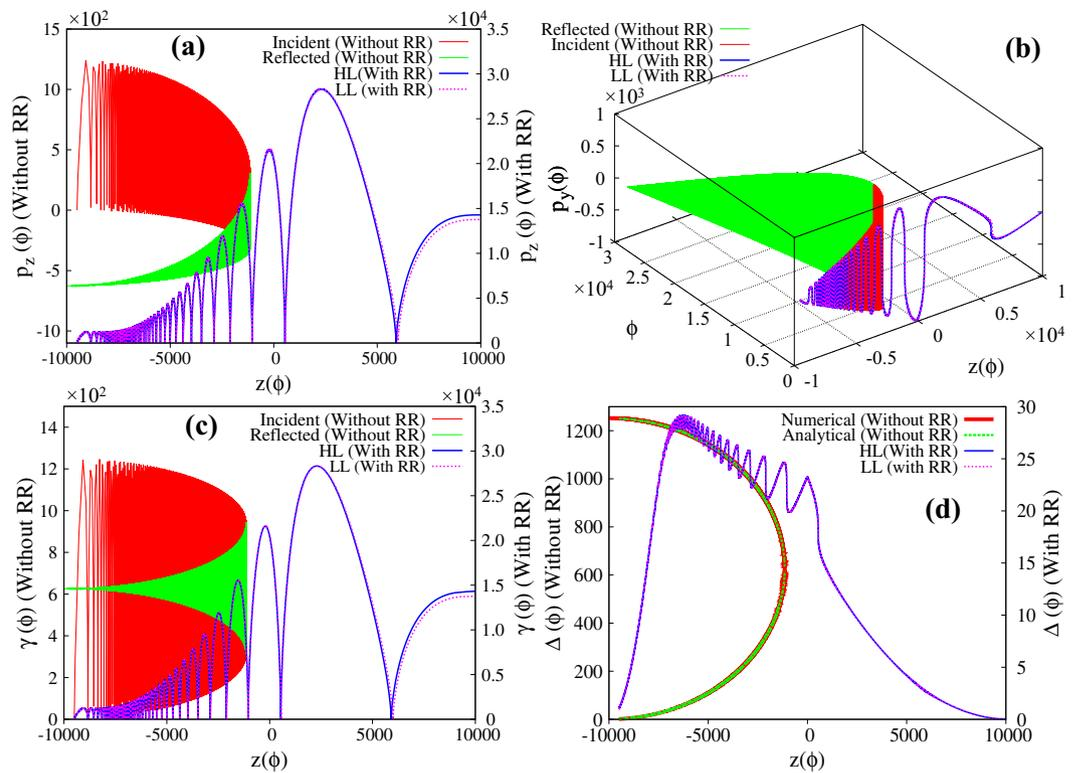 ×10²
×10⁴
(a)
Incident (Without RR)
Reflected (Without RR)
HL(With RR)
LL (with RR)
15
10
5
0
-5
-10
3.5
3
2.5
2
1.5
1
0.5
0
p_z (ϕ) (Without RR)
p_z (ϕ) (With RR)
-10000 -5000 0 5000 10000
z(ϕ)
Reflected (Without RR)
Incident (Without RR)
HL (With RR)
LL (With RR)
(b)
×10³
1
0.5
0
-0.5
-1
p_y(ϕ)
3
2.5
2
1.5
1
0.5
0
×10⁴
ϕ
-1
-0.5
0
0.5
1
×10⁴
z(ϕ)
×10²
×10⁴
(c)
Incident (Without RR)
Reflected (Without RR)
HL (With RR)
LL (With RR)
14
12
10
8
6
4
2
0
3.5
3
2.5
2
1.5
1
0.5
0
γ (ϕ) (Without RR)
γ (ϕ) (With RR)
-10000 -5000 0 5000 10000
z(ϕ)
Numerical (Without RR)
Analytical (Without RR)
HL(With RR)
LL (with RR)
(d)
1200
1000
800
600
400
200
0
30
25
20
15
10
5
0
Δ (ϕ) (Without RR)
Δ (ϕ) (With RR)
-10000 -5000 0 5000 10000
z(ϕ)